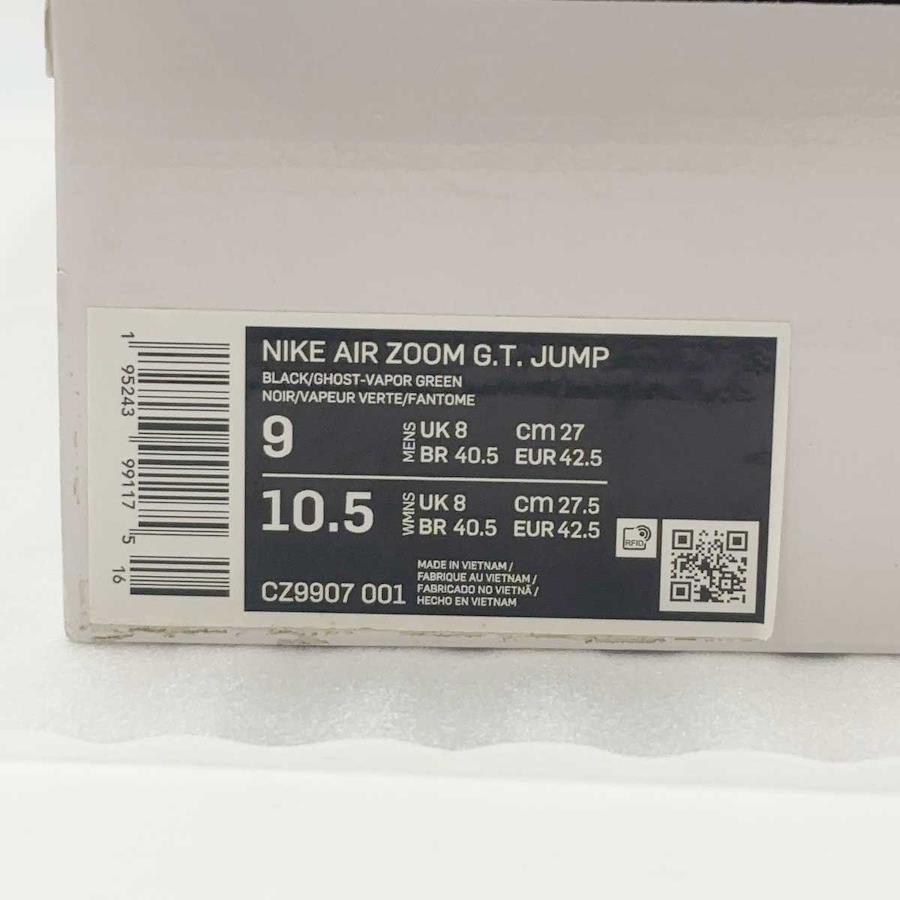 NIKE AIR ZOOM G.T. JUMP
BLACK/GHOST-VAPOR GREEN
NOIR/VAPEUR VERTE/FANTOME
9 MENS UK 8 cm 27
BR 40.5 EUR 42.5
10.5 WMNS UK 8 cm 27.5
BR 40.5 EUR 42.5
RFID
CZ9907 001
MADE IN VIETNAM /
FABRIQUE AU VIETNAM /
FABRICADO NO VIETNÃ /
HECHO EN VIETNAM
1 95243 99117 5 16